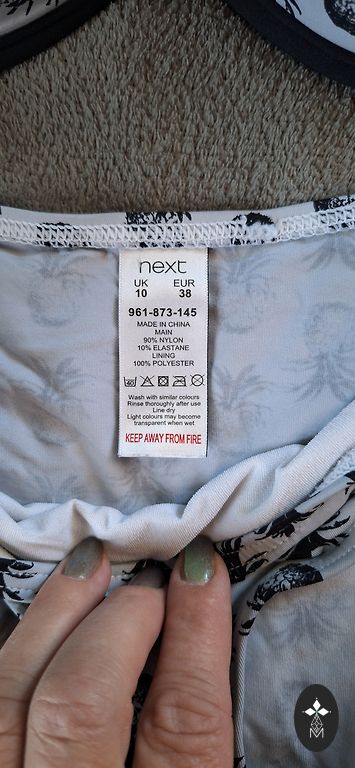 next
UK EUR
10 38
961-873-145
MADE IN CHINA
MAIN
90% NYLON
10% ELASTANE
LINING
100% POLYESTER
Wash with similar colours
Rinse thoroughly after use
Line dry
Light colours may become
transparent when wet
KEEP AWAY FROM FIRE
M